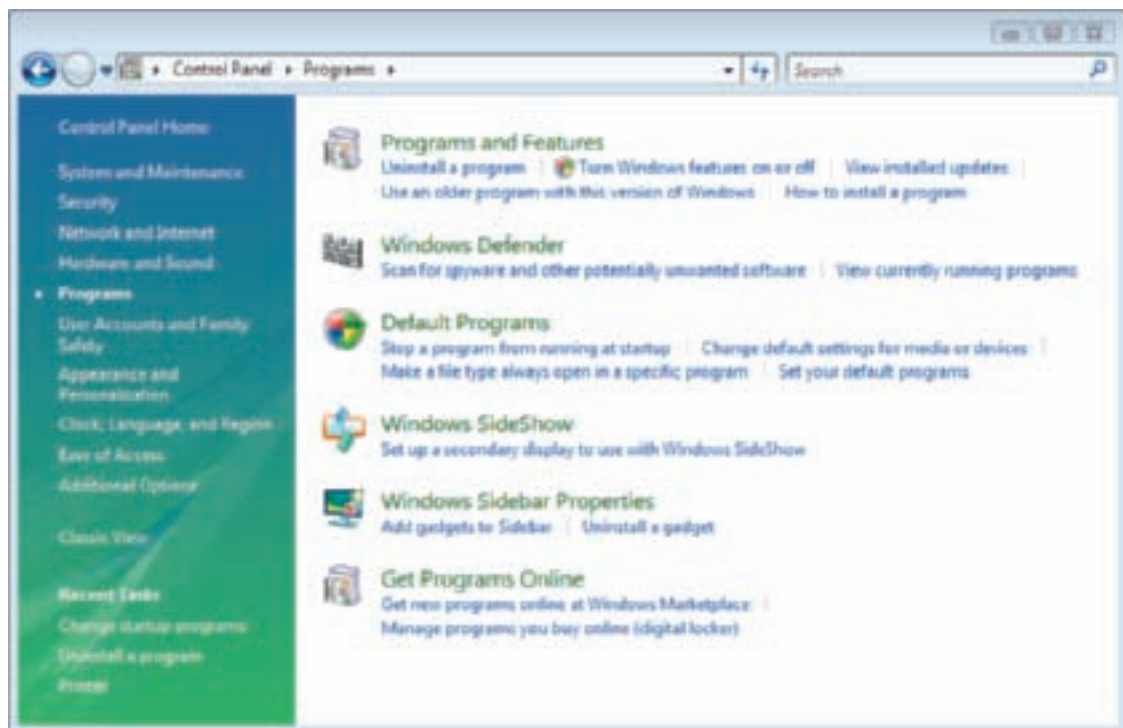 Control Panel Programs
Search
Control Panel Home
System and Maintenance
Security
Network and Internet
Hardware and Sound
Programs
User Accounts and Family
Safety
Appearance and
Personalization
Clock, Language, and Region
Ease of Access
Additional Options
Classic View
Recent Tasks
Change startup programs
Uninstall a program
Printer
Programs and Features
Uninstall a program Turn Windows features on or off View installed updates
Use an older program with this version of Windows How to install a program
Windows Defender
Scan for spyware and other potentially unwanted software View currently running programs
Default Programs
Stop a program from running at startup Change default settings for media or devices
Make a file type always open in a specific program Set your default programs
Windows SideShow
Set up a secondary display to use with Windows SideShow
Windows Sidebar Properties
Add gadgets to Sidebar Uninstall a gadget
Get Programs Online
Get new programs online at Windows Marketplace
Manage programs you buy online (digital locker)